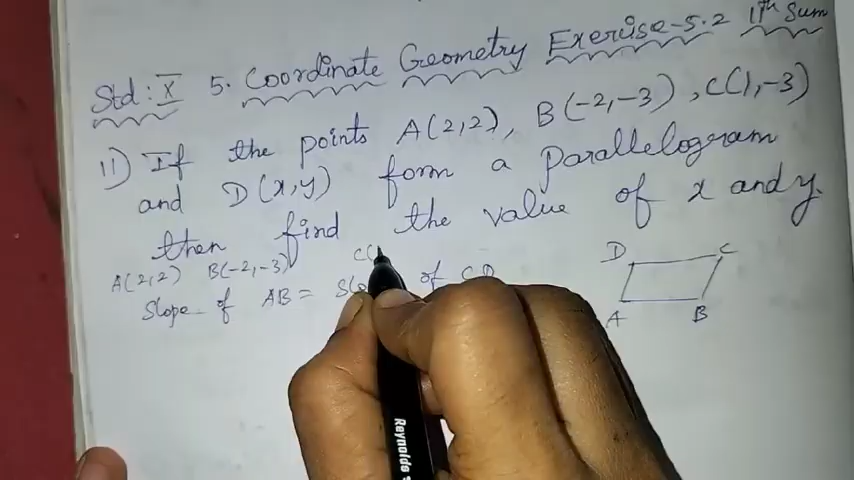 Std : X 5. Coordinate Geometry Exercise-5.2 11th Sum
11) If the points A(2,2), B(-2,-3), C(1,-3)
and D(x,y) form a parallelogram
then find the value of x and y.
A(2,2) B(-2,-3) C(1
Slope of AB = Slo of CD
D C
A B
Reynolds